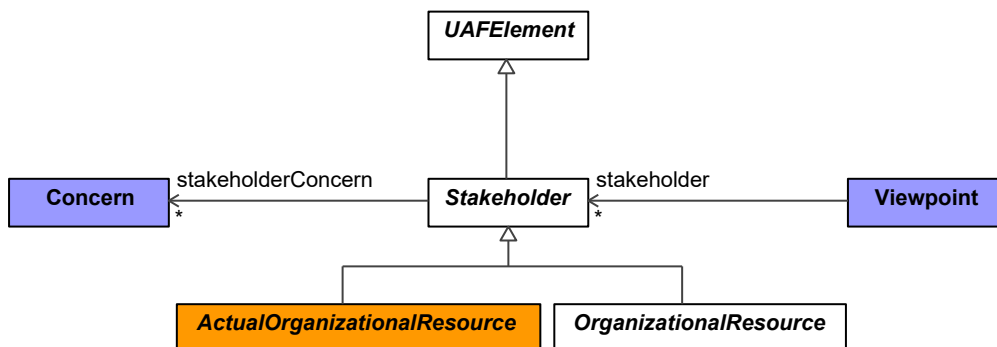 UAFElement
stakeholderConcern
stakeholder
Concern
Stakeholder
Viewpoint
*
*
ActualOrganizationalResource
OrganizationalResource